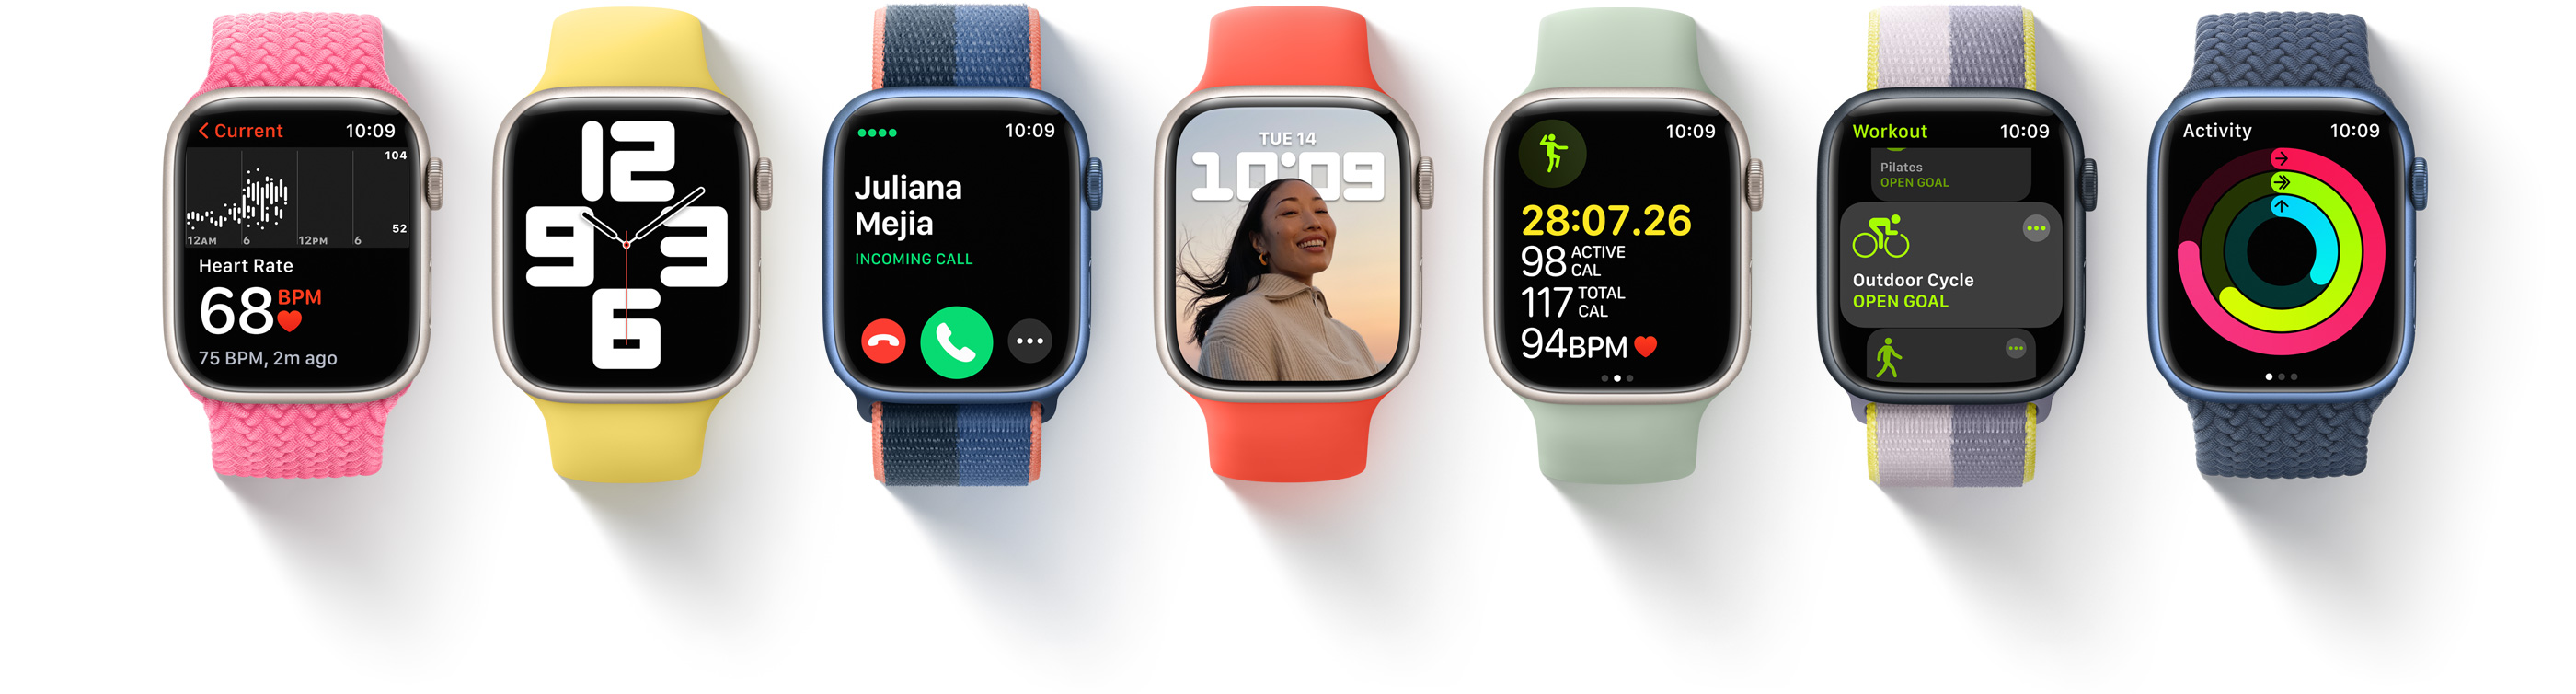 Current 10:09
104
52
12AM 6 12PM 6
Heart Rate
68 BPM
75 BPM, 2m ago
12
9 3
6
10:09
Juliana
Mejia
INCOMING CALL
TUE 14
10:09
10:09
28:07.26
98 ACTIVE
CAL
117 TOTAL
CAL
94BPM
Workout 10:09
Pilates
OPEN GOAL
Outdoor Cycle
OPEN GOAL
Activity 10:09